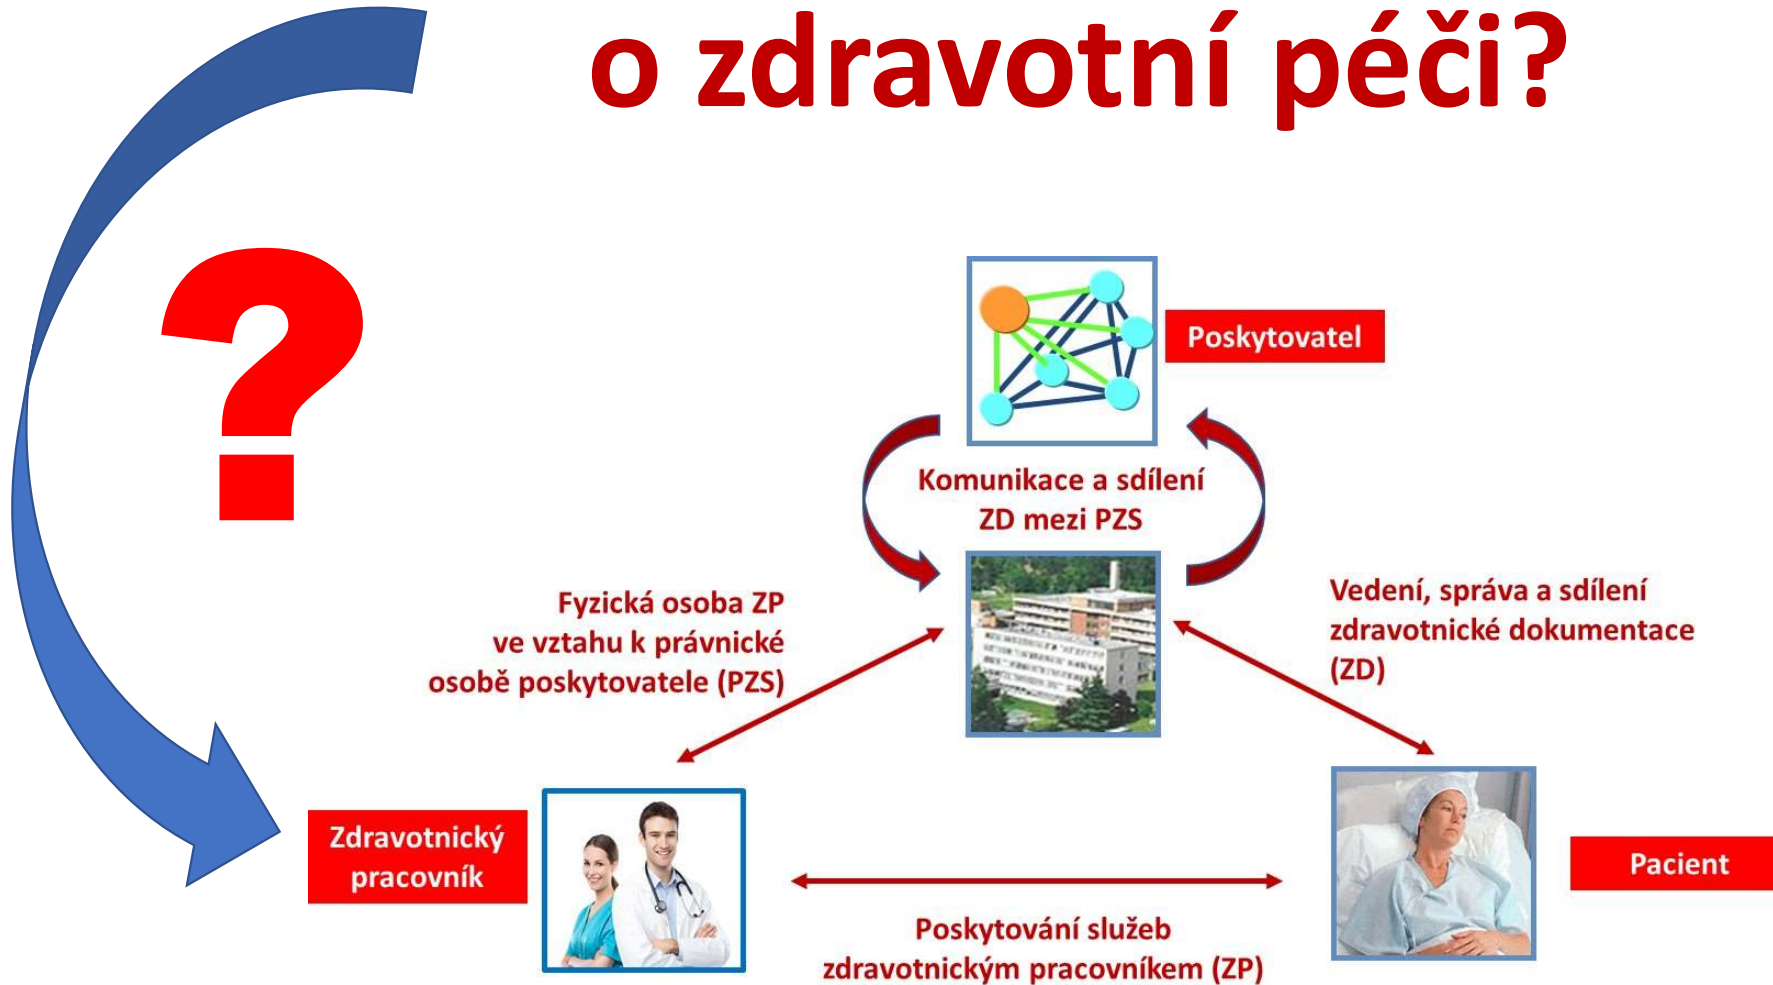 o zdravotní péči?
?
Poskytovatel
Komunikace a sdílení
ZD mezi PZS
Fyzická osoba ZP
ve vztahu k právnické
osobě poskytovatele (PZS)
Vedení, správa a sdílení
zdravotnické dokumentace
(ZD)
Zdravotnický
pracovník
Pacient
Poskytování služeb
zdravotnickým pracovníkem (ZP)